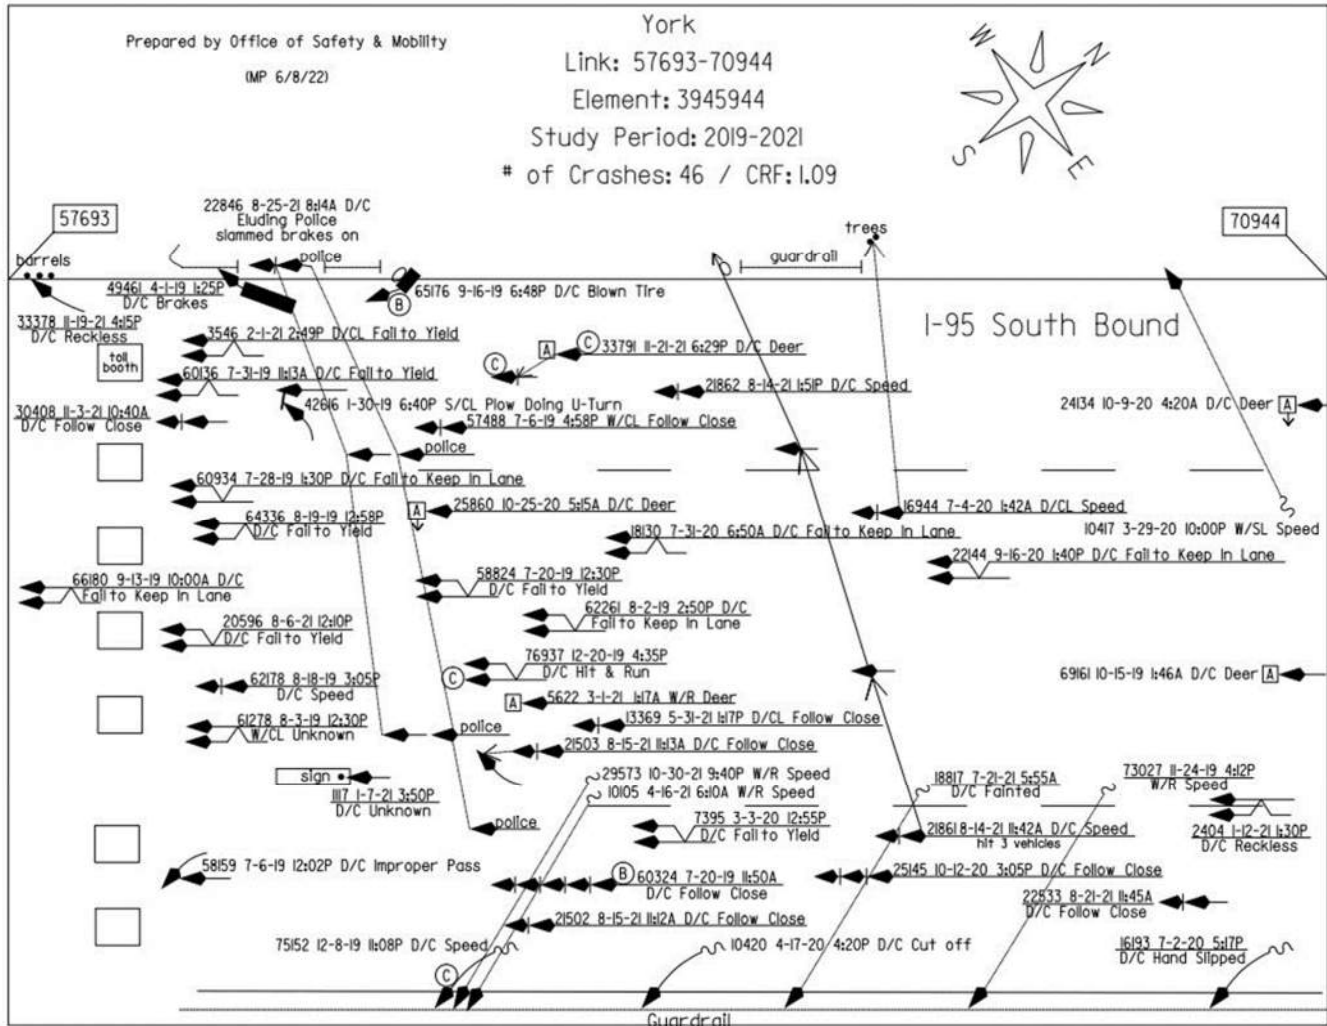 Prepared by Office of Safety & Mobility
(MP 6/8/22)
York
Link: 57693-70944
Element: 3945944
Study Period: 2019-2021
# of Crashes: 46 / CRF: 1.09
W
N
S
E
57693
22846 8-25-21 8:14A D/C
Eluding Police
slammed brakes on
police
trees
70944
barrels
guardrail
49461 4-1-19 1:25P
D/C Brakes
65176 9-16-19 6:48P D/C Blown Tire
B
33378 11-19-21 4:15P
D/C Reckless
3546 2-1-21 2:49P D/CL Fail to Yield
I-95 South Bound
toll
booth
A
C
33791 11-21-21 6:29P D/C Deer
C
60136 7-31-19 11:13A D/C Fail to Yield
21862 8-14-21 1:51P D/C Speed
30408 11-3-21 10:40A
D/C Follow Close
42616 1-30-19 6:40P S/CL Plow Doing U-Turn
24134 10-9-20 4:20A D/C Deer
A
57488 7-6-19 4:58P W/CL Follow Close
police
60934 7-28-19 1:30P D/C Fail to Keep In Lane
A
25860 10-25-20 5:15A D/C Deer
16944 7-4-20 1:42A D/CL Speed
64336 8-19-19 12:58P
D/C Fail to Yield
18130 7-31-20 6:50A D/C Fail to Keep In Lane
10417 3-29-20 10:00P W/SL Speed
22144 9-16-20 1:40P D/C Fail to Keep In Lane
66180 9-13-19 10:00A D/C
Fail to Keep In Lane
58824 7-20-19 12:30P
D/C Fail to Yield
20596 8-6-21 12:10P
D/C Fail to Yield
62261 8-2-19 2:50P D/C
Fail to Keep In Lane
76937 12-20-19 4:35P
D/C Hit & Run
C
62178 8-18-19 3:05P
D/C Speed
69161 10-15-19 1:46A D/C Deer
A
A
5622 3-1-21 1:17A W/R Deer
61278 8-3-19 12:30P
W/CL Unknown
police
13369 5-31-21 1:17P D/CL Follow Close
21503 8-15-21 11:13A D/C Follow Close
sign
1117 1-7-21 3:50P
D/C Unknown
29573 10-30-21 9:40P W/R Speed
10105 4-16-21 6:10A W/R Speed
18817 7-21-21 5:55A
D/C Fainted
73027 11-24-19 4:12P
W/R Speed
police
7395 3-3-20 12:55P
D/C Fail to Yield
21861 8-14-21 11:42A D/C Speed
hit 3 vehicles
2404 1-12-21 1:30P
D/C Reckless
58159 7-6-19 12:02P D/C Improper Pass
B
60324 7-20-19 11:50A
D/C Follow Close
25145 10-12-20 3:05P D/C Follow Close
22533 8-21-21 11:45A
D/C Follow Close
21502 8-15-21 11:12A D/C Follow Close
75152 12-8-19 11:08P D/C Speed
10420 4-17-20 4:20P D/C Cut off
16193 7-2-20 5:17P
D/C Hand Slipped
C
Guardrail